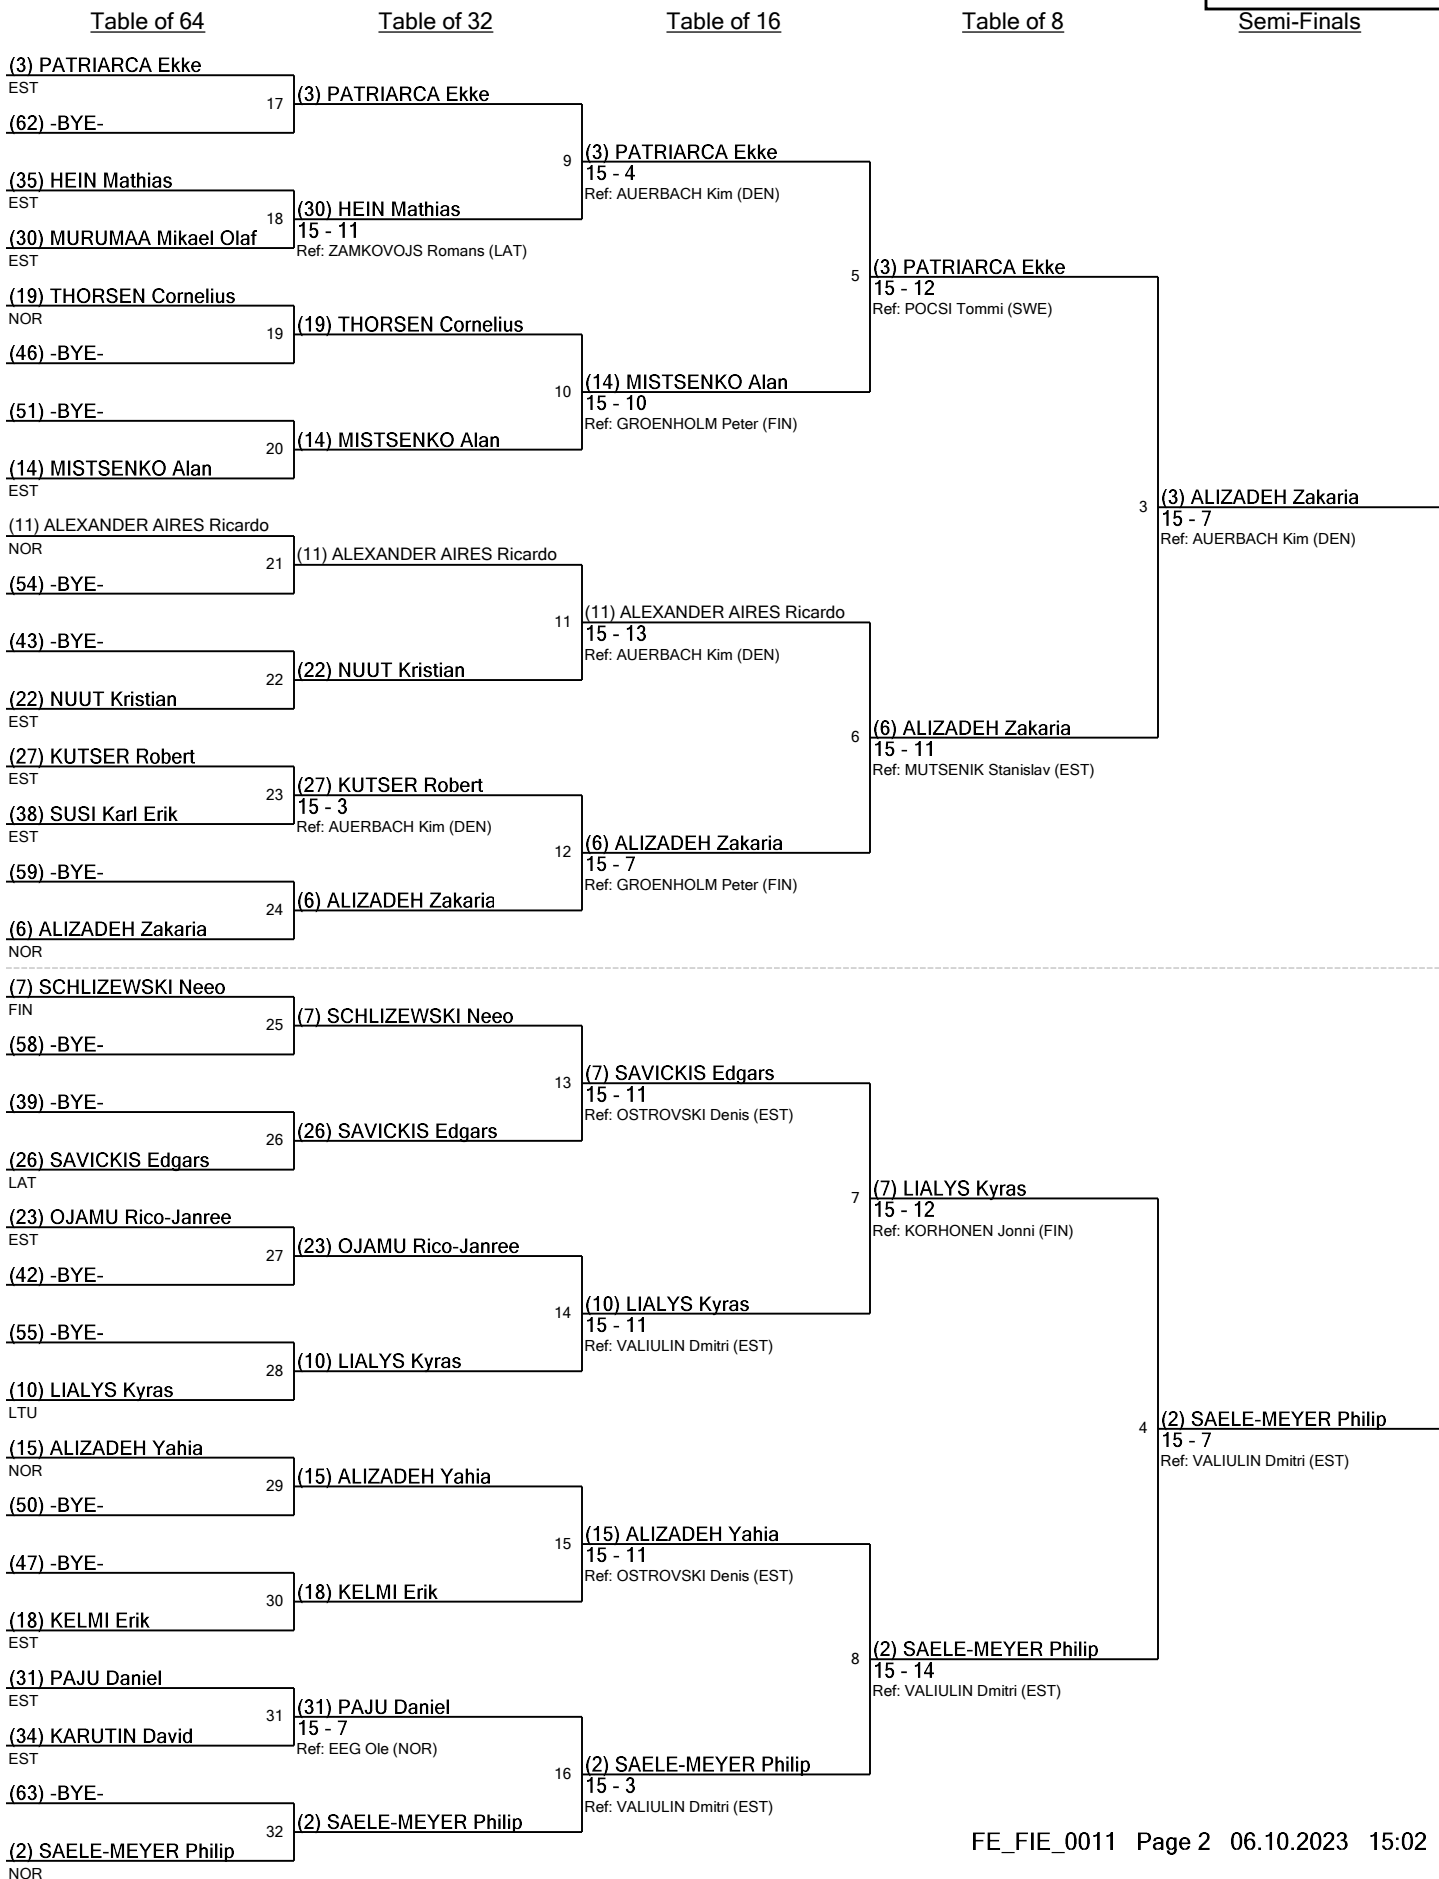 Table of 64
Table of 32
Table of 16
Table of 8
Semi-Finals
(3) PATRIARCA Ekke
EST
17
(62) -BYE-
(35) HEIN Mathias
EST
18
(30) MURUMAA Mikael Olaf
EST
(19) THORSEN Cornelius
NOR
19
(46) -BYE-
(51) -BYE-
20
(14) MISTSENKO Alan
EST
(11) ALEXANDER AIRES Ricardo
NOR
21
(54) -BYE-
(43) -BYE-
22
(22) NUUT Kristian
EST
(27) KUTSER Robert
EST
23
(38) SUSI Karl Erik
EST
(59) -BYE-
24
(6) ALIZADEH Zakaria
NOR
(7) SCHLIZEWSKI Neeo
FIN
25
(58) -BYE-
(39) -BYE-
26
(26) SAVICKIS Edgars
LAT
(23) OJAMU Rico-Janree
EST
27
(42) -BYE-
(55) -BYE-
28
(10) LIALYS Kyras
LTU
(15) ALIZADEH Yahia
NOR
29
(50) -BYE-
(47) -BYE-
30
(18) KELMI Erik
EST
(31) PAJU Daniel
EST
31
(34) KARUTIN David
EST
(63) -BYE-
32
(2) SAELE-MEYER Philip
NOR
(3) PATRIARCA Ekke
9
(30) HEIN Mathias
15 - 11
Ref: ZAMKOVOJS Romans (LAT)
(19) THORSEN Cornelius
10
(14) MISTSENKO Alan
(11) ALEXANDER AIRES Ricardo
11
(22) NUUT Kristian
(27) KUTSER Robert
15 - 3
Ref: AUERBACH Kim (DEN)
12
(6) ALIZADEH Zakaria
(7) SCHLIZEWSKI Neeo
13
(26) SAVICKIS Edgars
(23) OJAMU Rico-Janree
14
(10) LIALYS Kyras
(15) ALIZADEH Yahia
15
(18) KELMI Erik
(31) PAJU Daniel
15 - 7
Ref: EEG Ole (NOR)
16
(2) SAELE-MEYER Philip
(3) PATRIARCA Ekke
15 - 4
Ref: AUERBACH Kim (DEN)
5
(14) MISTSENKO Alan
15 - 10
Ref: GROENHOLM Peter (FIN)
(11) ALEXANDER AIRES Ricardo
15 - 13
Ref: AUERBACH Kim (DEN)
6
(6) ALIZADEH Zakaria
15 - 7
Ref: GROENHOLM Peter (FIN)
(7) SAVICKIS Edgars
15 - 11
Ref: OSTROVSKI Denis (EST)
7
(10) LIALYS Kyras
15 - 11
Ref: VALIULIN Dmitri (EST)
(15) ALIZADEH Yahia
15 - 11
Ref: OSTROVSKI Denis (EST)
8
(2) SAELE-MEYER Philip
15 - 3
Ref: VALIULIN Dmitri (EST)
(3) PATRIARCA Ekke
15 - 12
Ref: POCSI Tommi (SWE)
3
(6) ALIZADEH Zakaria
15 - 11
Ref: MUTSENIK Stanislav (EST)
(7) LIALYS Kyras
15 - 12
Ref: KORHONEN Jonni (FIN)
4
(2) SAELE-MEYER Philip
15 - 14
Ref: VALIULIN Dmitri (EST)
(3) ALIZADEH Zakaria
15 - 7
Ref: AUERBACH Kim (DEN)
(2) SAELE-MEYER Philip
15 - 7
Ref: VALIULIN Dmitri (EST)
FE_FIE_0011 Page 2 06.10.2023 15:02